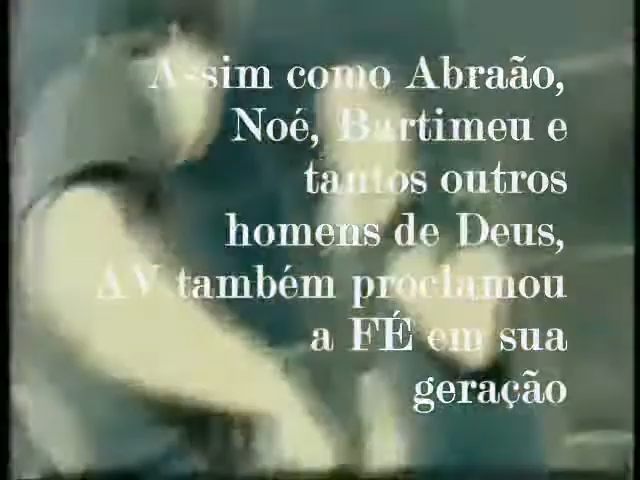 Assim como Abraão,
Noé, Bartimeu e
tantos outros
homens de Deus,
AV também proclamou
a FÉ em sua
geração